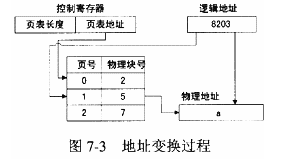 控制寄存器 逻辑地址
页表长度 页表地址 8203
页号 物理块号
0 2
物理地址
1 5
a
2 7
图 7-3 地址变换过程